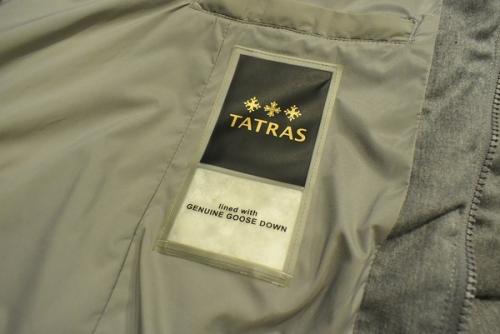 TATRAS
lined with
GENUINE GOOSE DOWN